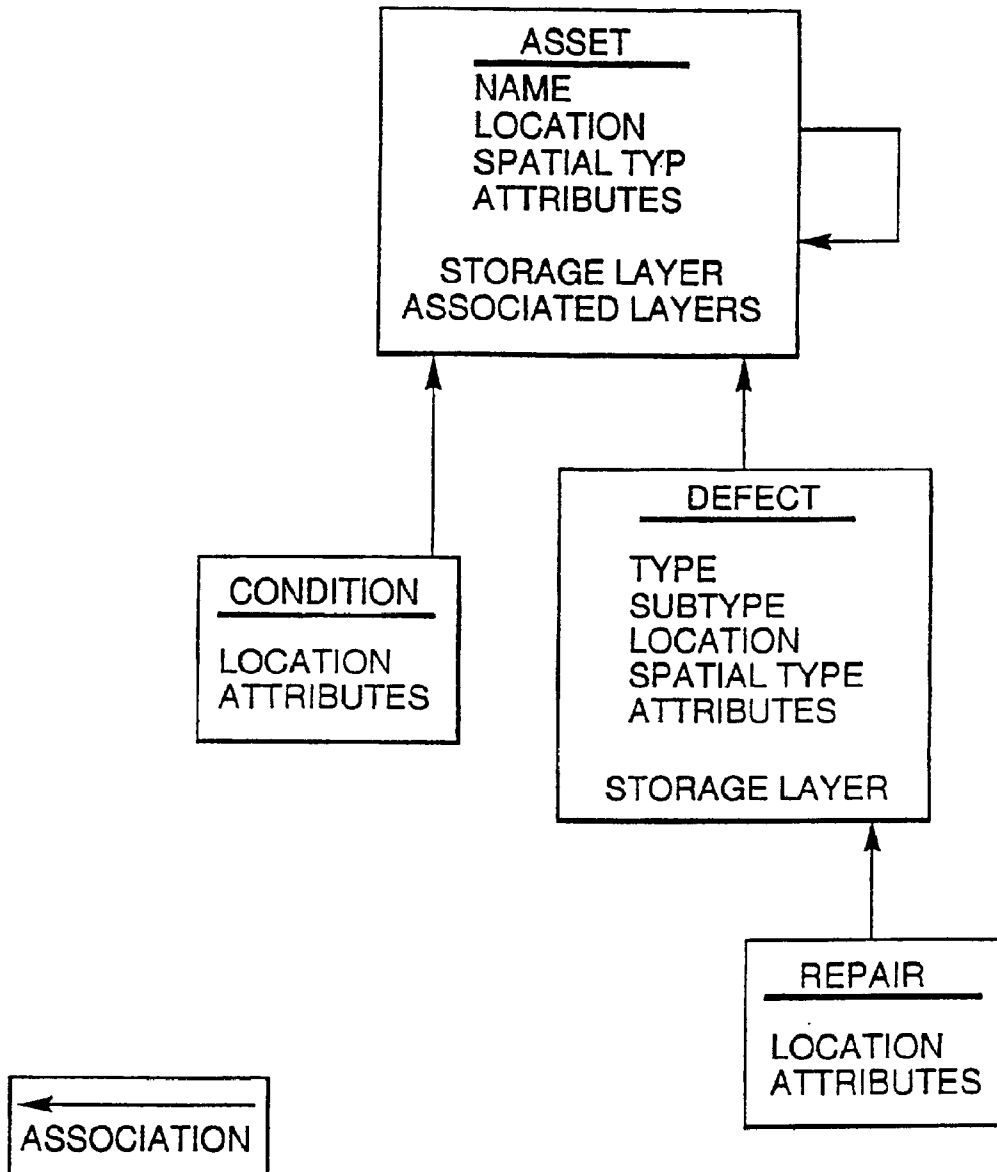 ASSET
NAME
LOCATION
SPATIAL TYP
ATTRIBUTES
STORAGE LAYER
ASSOCIATED LAYERS
CONDITION
LOCATION
ATTRIBUTES
DEFECT
TYPE
SUBTYPE
LOCATION
SPATIAL TYPE
ATTRIBUTES
STORAGE LAYER
REPAIR
LOCATION
ATTRIBUTES
ASSOCIATION